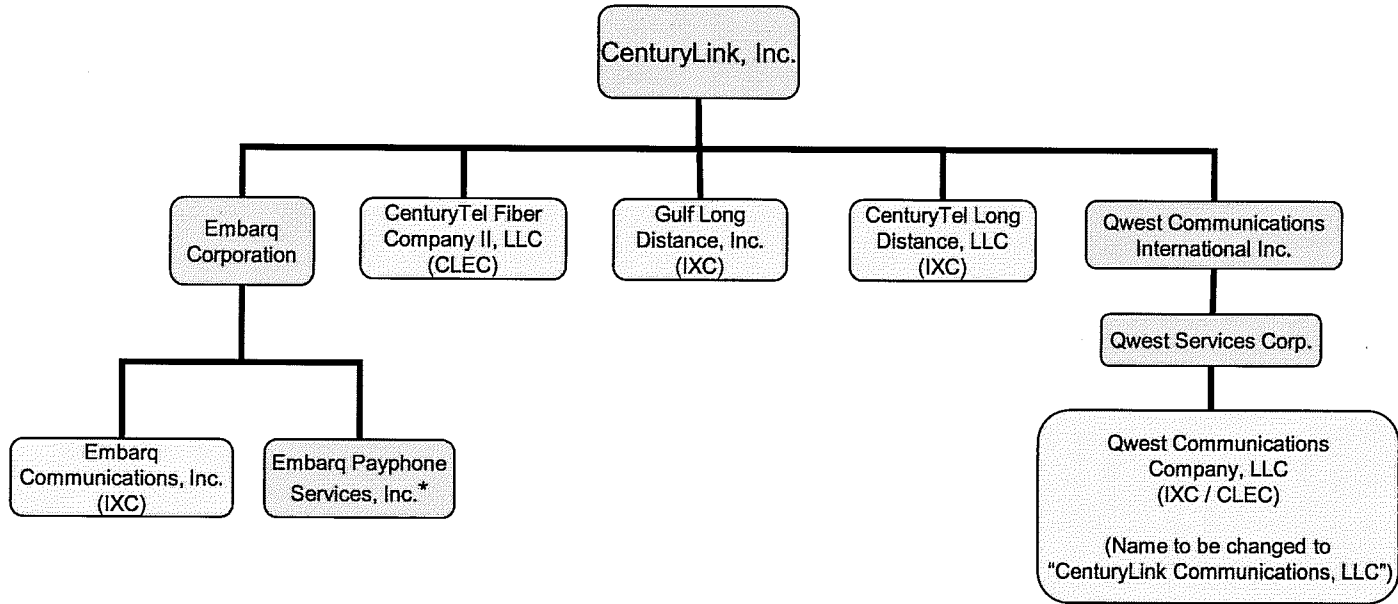 CenturyLink, Inc.
Embarq
Corporation
CenturyTel Fiber
Company II, LLC
(CLEC)
Gulf Long
Distance, Inc.
(IXC)
CenturyTel Long
Distance, LLC
(IXC)
Qwest Communications
International Inc.
Qwest Services Corp.
Embarq
Communications, Inc.
(IXC)
Embarq Payphone
Services, Inc.*
Qwest Communications
Company, LLC
(IXC / CLEC)
(Name to be changed to
“CenturyLink Communications, LLC”)